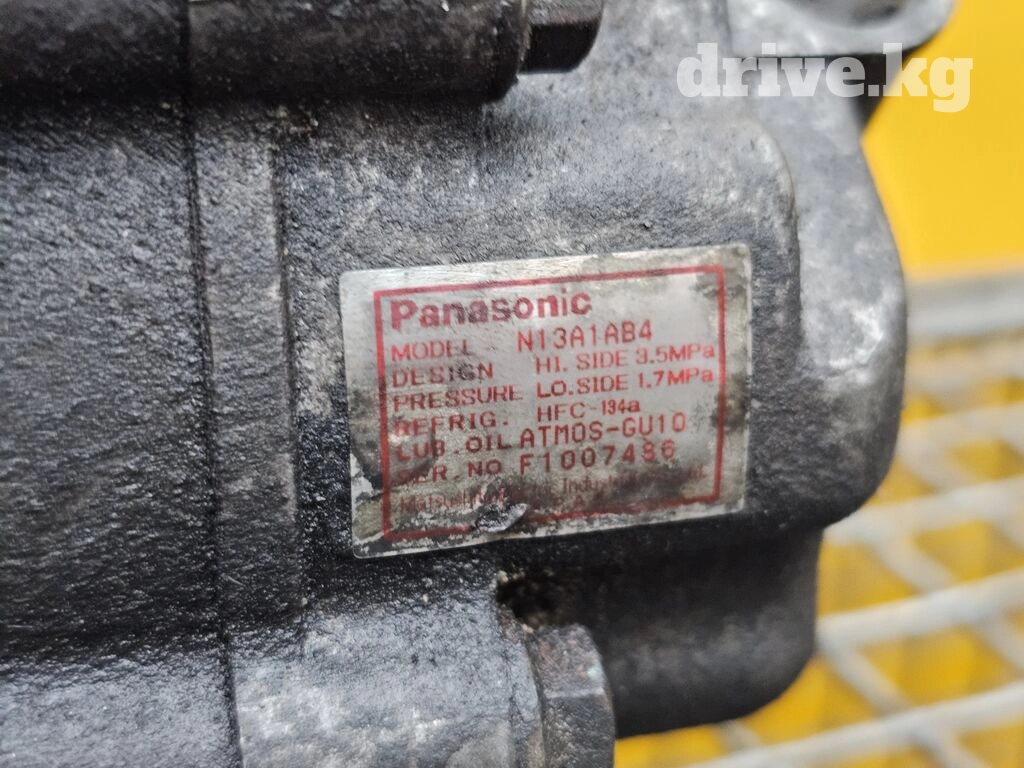 drive.kg
Panasonic
MODEL N13A1AB4
DESIGN HI. SIDE 3.5MPa
PRESSURE LO.SIDE 1.7MPa
REFRIG. HFC-134a
LUB.OIL ATMOS-GU10
SER.NO F1007486